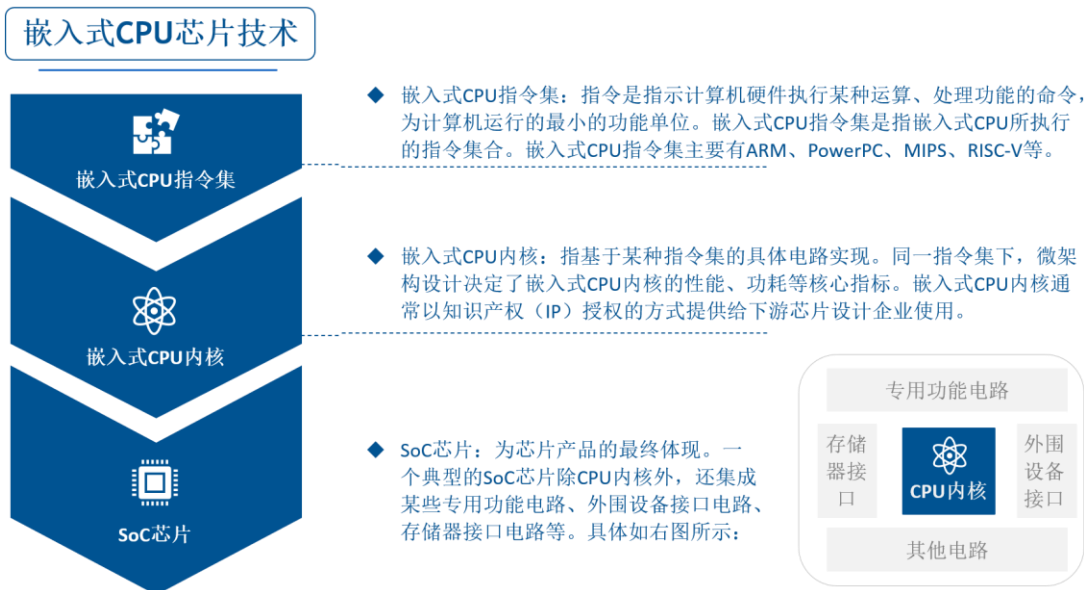 嵌入式CPU芯片技术
嵌入式CPU指令集
◆ 嵌入式CPU指令集：指令是指示计算机硬件执行某种运算、处理功能的命令，
为计算机运行的最小的功能单位。嵌入式CPU指令集是指嵌入式CPU所执行
的指令集合。嵌入式CPU指令集主要有ARM、PowerPC、MIPS、RISC-V等。
嵌入式CPU内核
◆ 嵌入式CPU内核：指基于某种指令集的具体电路实现。同一指令集下，微架
构设计决定了嵌入式CPU内核的性能、功耗等核心指标。嵌入式CPU内核通
常以知识产权（IP）授权的方式提供给下游芯片设计企业使用。
SoC芯片
◆ SoC芯片：为芯片产品的最终体现。一
个典型的SoC芯片除CPU内核外，还集成
某些专用功能电路、外围设备接口电路、
存储器接口电路等。具体如右图所示：
专用功能电路
存储
器接
口
CPU内核
外围
设备
接口
其他电路